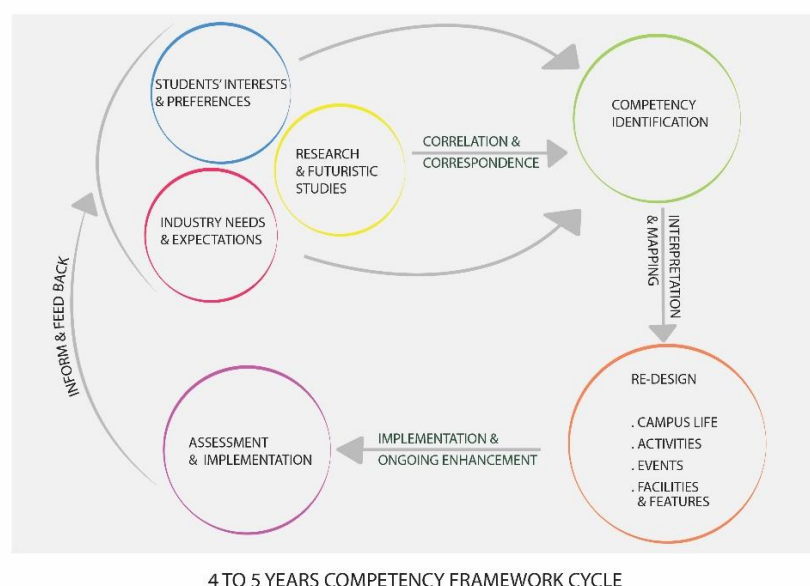 STUDENTS' INTERESTS
& PREFERENCES
RESEARCH
& FUTURISTIC
STUDIES
INDUSTRY NEEDS
& EXPECTATIONS
CORRELATION &
CORRESPONDENCE
COMPETENCY
IDENTIFICATION
INTERPRETATION
& MAPPING
RE-DESIGN
. CAMPUS LIFE
. ACTIVITIES
. EVENTS
. FACILITIES
& FEATURES
IMPLEMENTATION &
ONGOING ENHANCEMENT
ASSESSMENT
& IMPLEMENTATION
INFORM & FEED BACK
4 TO 5 YEARS COMPETENCY FRAMEWORK CYCLE